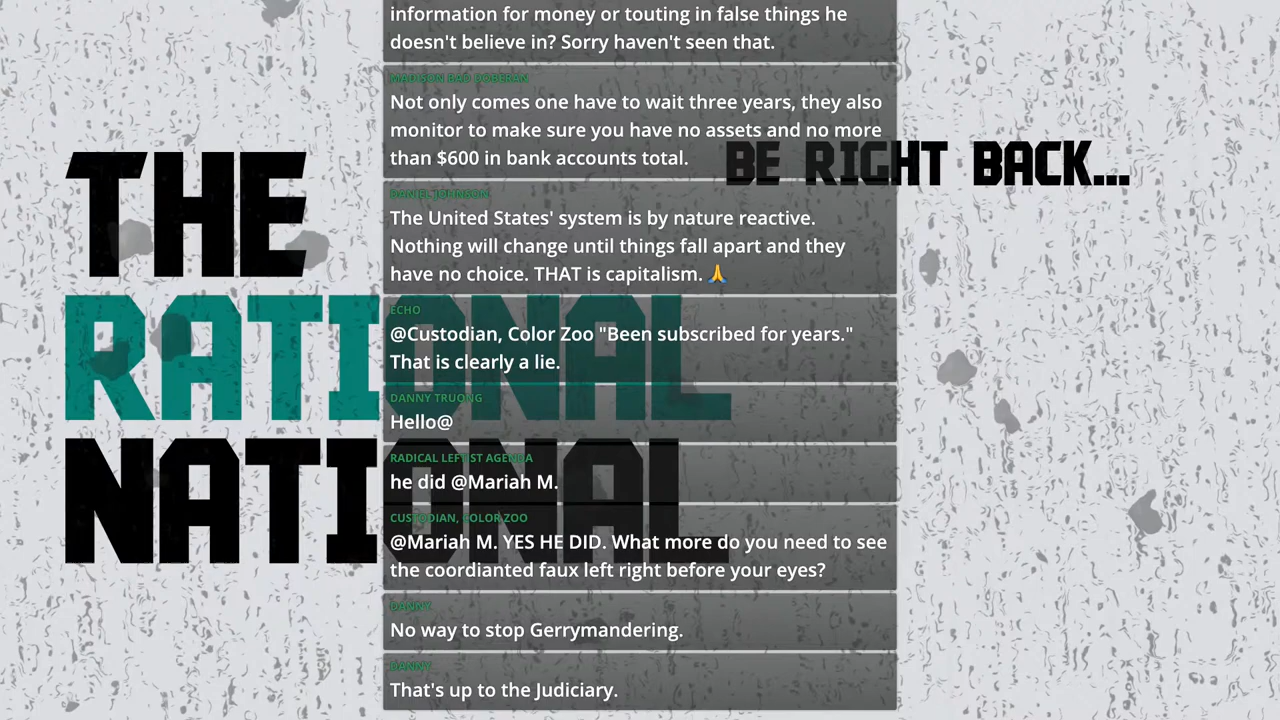 information for money or touting in false things he
doesn't believe in? Sorry haven't seen that.
MADISON BAD DOBERAN
Not only comes one have to wait three years, they also
monitor to make sure you have no assets and no more
than $600 in bank accounts total.
DANIEL JOHNSON
The United States' system is by nature reactive.
Nothing will change until things fall apart and they
have no choice. THAT is capitalism. 🙏
ECHO
@Custodian, Color Zoo "Been subscribed for years."
That is clearly a lie.
DANNY TRUONG
Hello@
RADICAL LEFTIST AGENDA
he did @Mariah M.
CUSTODIAN, COLOR ZOO
@Mariah M. YES HE DID. What more do you need to see
the coordianted faux left right before your eyes?
DANNY
No way to stop Gerrymandering.
DANNY
That's up to the Judiciary.
THE
RATIONAL
NATIONAL
BE RIGHT BACK...